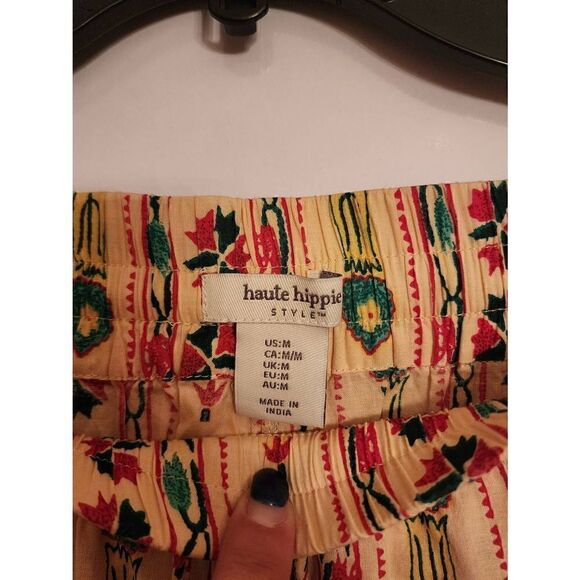 haute hippie
STYLE™
US:M
CA:M/M
UK:M
EU:M
AU:M
MADE IN
INDIA